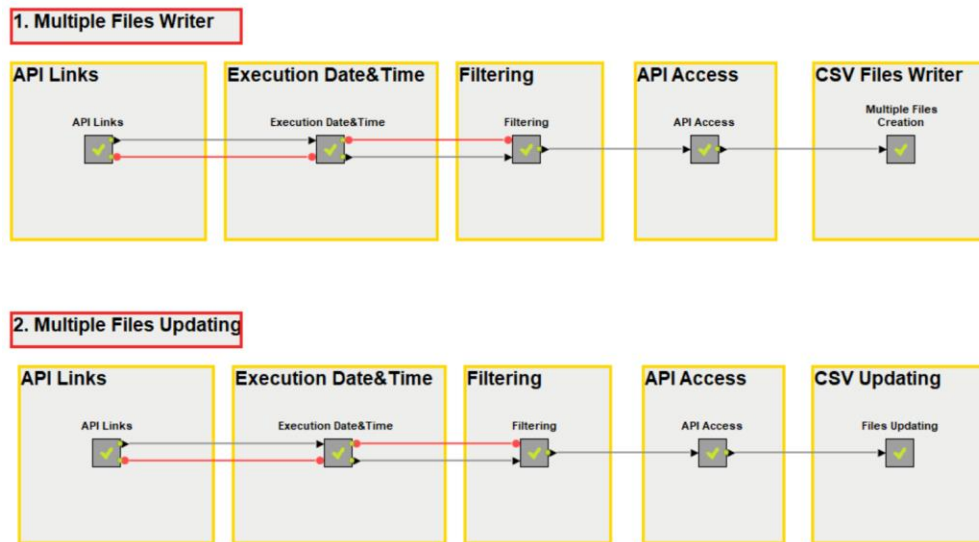 1. Multiple Files Writer
API Links
Execution Date&Time
Filtering
API Access
CSV Files Writer
API Links
Execution Date&Time
Filtering
API Access
Multiple Files
Creation
2. Multiple Files Updating
API Links
Execution Date&Time
Filtering
API Access
CSV Updating
API Links
Execution Date&Time
Filtering
API Access
Files Updating